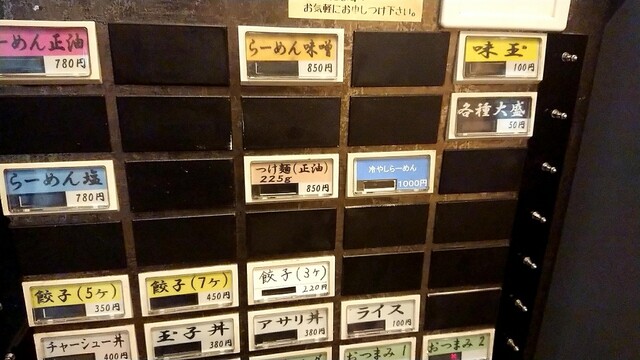 お気軽にお申しつけ下さい。
らーめん正油
780円
らーめん味噌
850円
味玉
100円
各種大盛
50円
らーめん塩
780円
つけ麺(正油)
225g
850円
冷やしらーめん
1000円
餃子(5ヶ)
350円
餃子(7ヶ)
450円
餃子(3ヶ)
220円
チャーシュー丼
400円
玉子丼
380円
アサリ丼
380円
ライス
100円
おつまみ1
おつまみ2